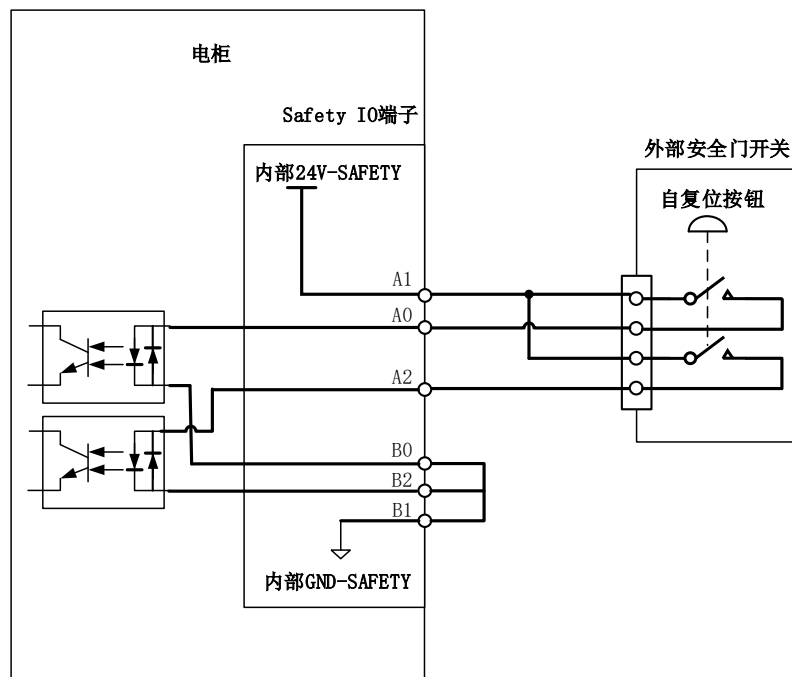 电柜
Safety IO端子
外部安全门开关
内部24V-SAFETY
自复位按钮
A1
A0
A2
B0
B2
B1
内部GND-SAFETY